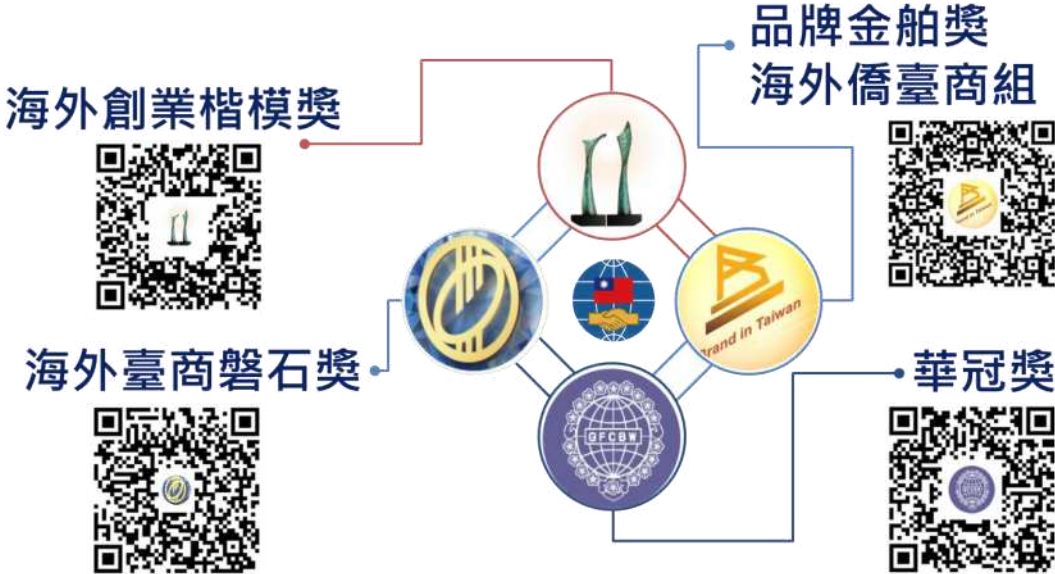 品牌金舶獎
海外僑臺商組
海外創業楷模獎
Brand in Taiwan
海外臺商磐石獎
華冠獎
GFCBW